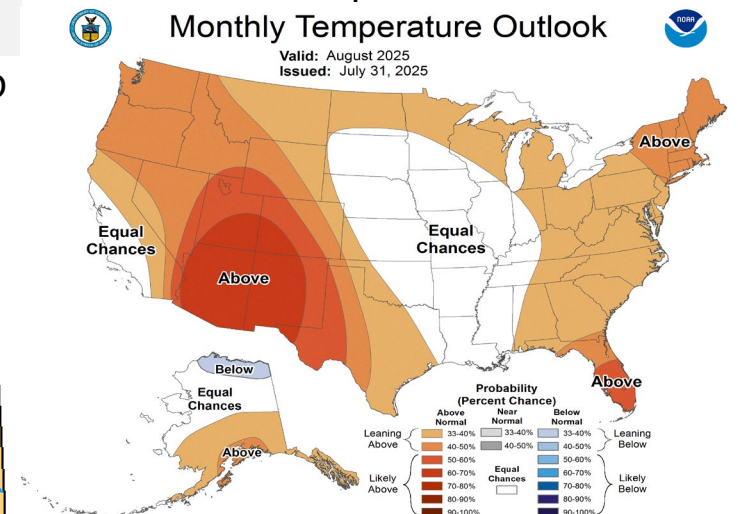 Monthly Temperature Outlook
Valid: August 2025
Issued: July 31, 2025
NOAA
Above
Equal
Chances
Equal
Chances
Above
Above
Below
Equal
Chances
Above
Probability
(Percent Chance)
Above
Normal
Near
Normal
Below
Normal
Leaning
Above
33-40%
40-50%
33-40%
40-50%
33-40%
40-50%
Leaning
Below
Likely
Above
50-60%
60-70%
70-80%
80-90%
90-100%
Equal
Chances
50-60%
60-70%
70-80%
80-90%
90-100%
Likely
Below